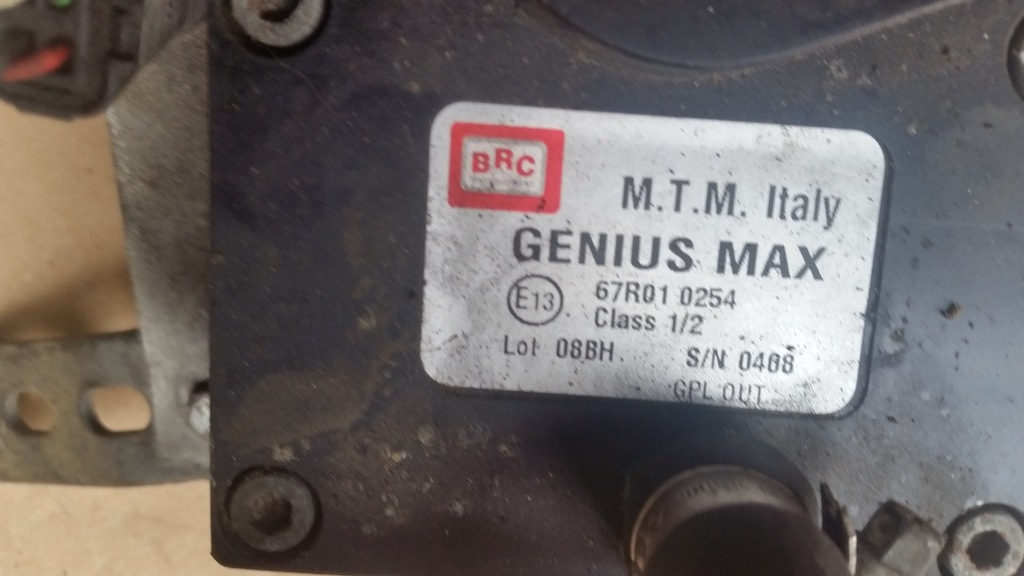 BRC
M.T.M. Italy
GENIUS MAX
E13 67R01 0254
Class 1/2
Lot 08BH. S/N 0468
GPL OUT